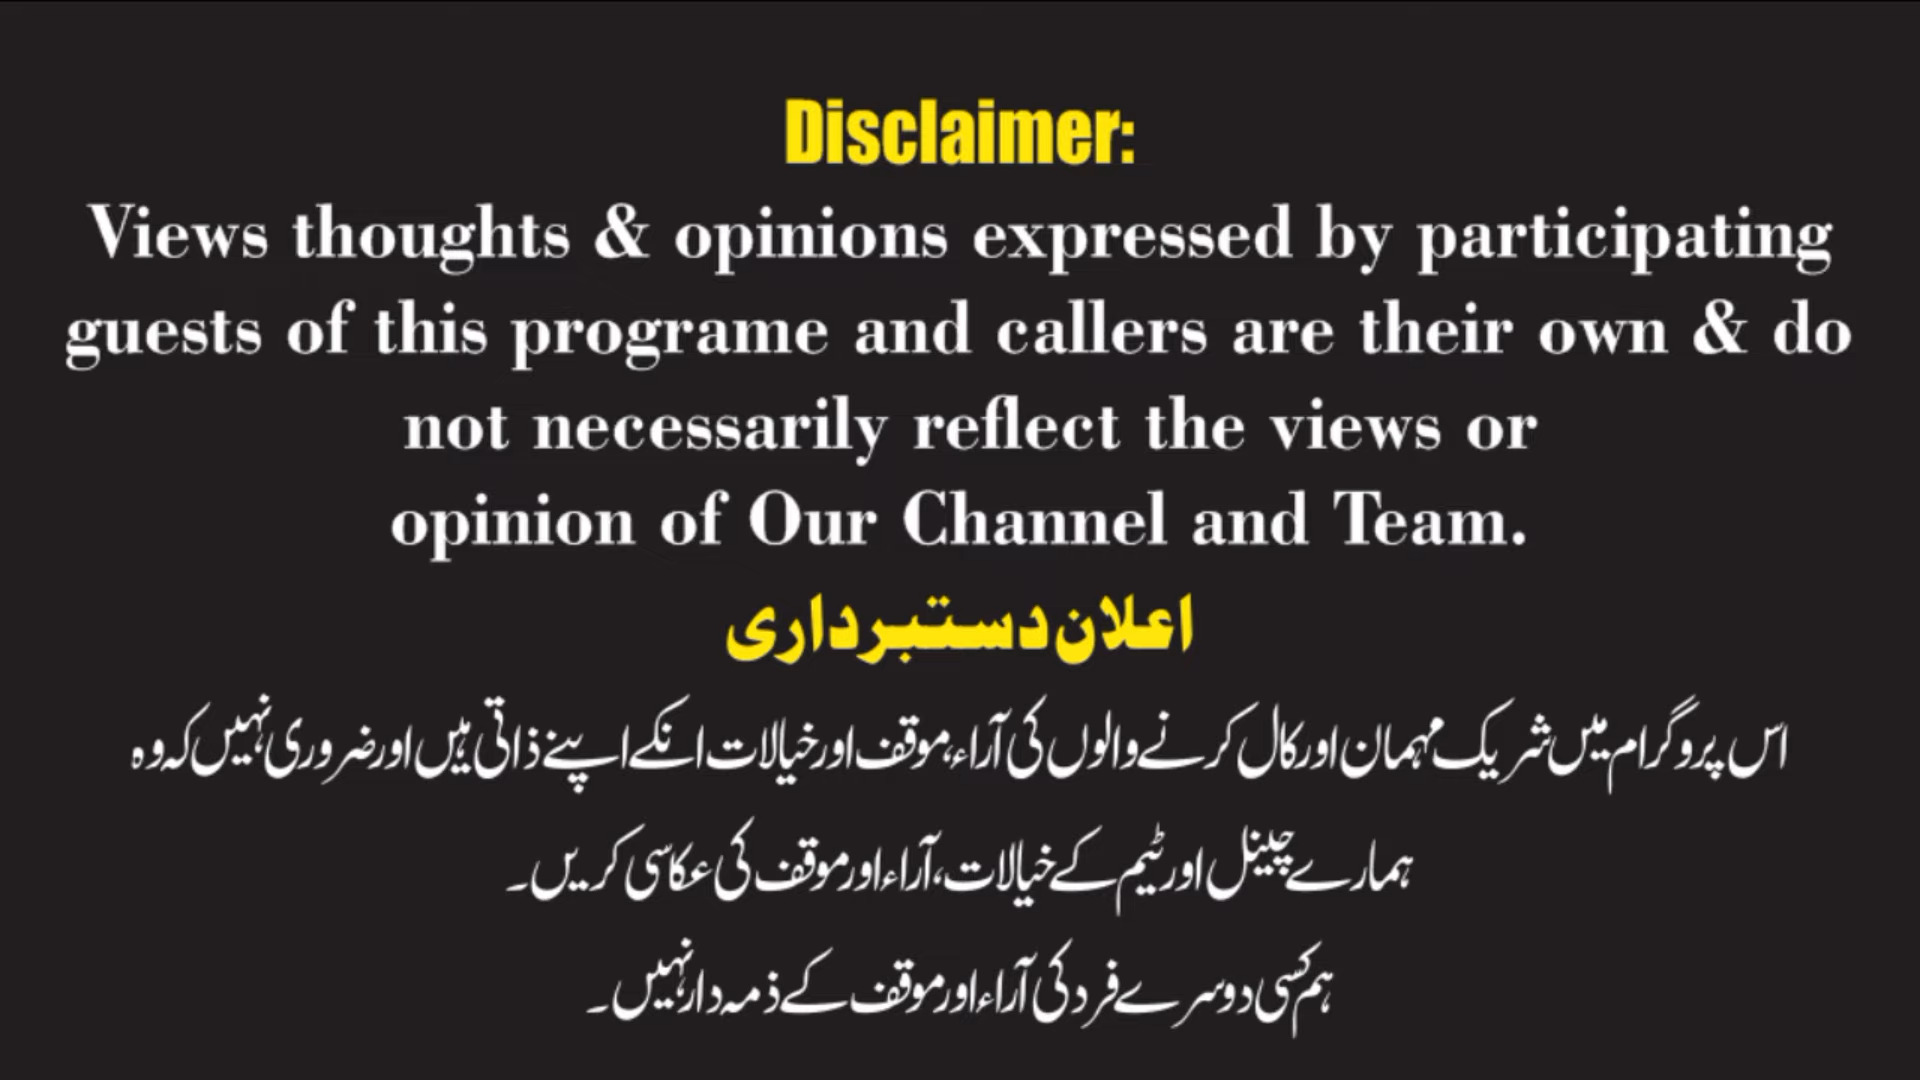 Disclaimer:
Views thoughts & opinions expressed by participating
guests of this programe and callers are their own & do
not necessarily reflect the views or
opinion of Our Channel and Team.
اعلان دستبرداری
اس پروگرام میں شریک مہمان اور کال کرنے والوں کی آراء، موقف اور خیالات انکے اپنے ذاتی ہیں اور ضروری نہیں کہ وہ
ہمارے چینل اور ٹیم کے خیالات، آراء اور موقف کی عکاسی کریں۔
ہم کسی دوسرے فرد کی آراء اور موقف کے ذمہ دار نہیں۔